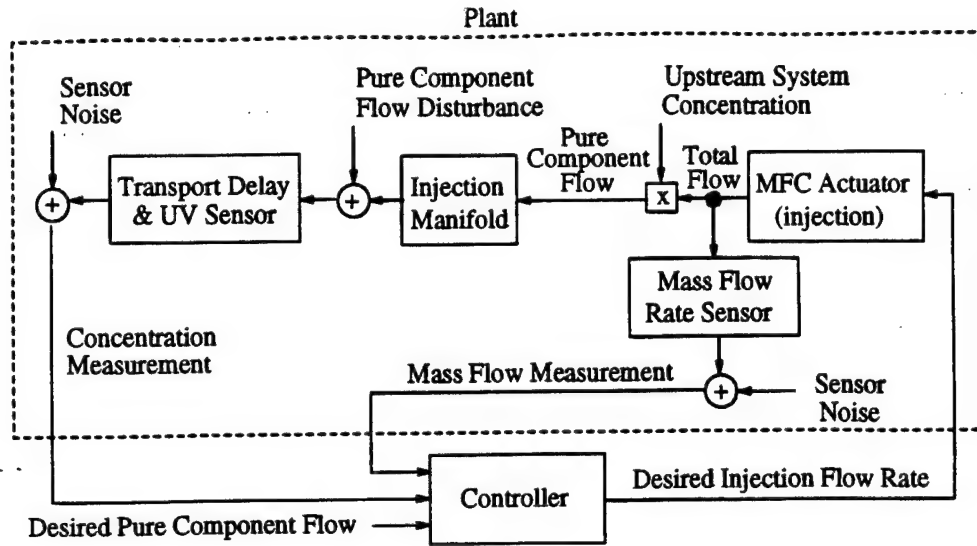 Plant
Sensor
Noise
Pure Component
Flow Disturbance
Upstream System
Concentration
Pure
Component
Flow
Total
Flow
Transport Delay
& UV Sensor
Injection
Manifold
MFC Actuator
(injection)
+
+
x
Mass Flow
Rate Sensor
Concentration
Measurement
Mass Flow Measurement
+
Sensor
Noise
Controller
Desired Injection Flow Rate
Desired Pure Component Flow